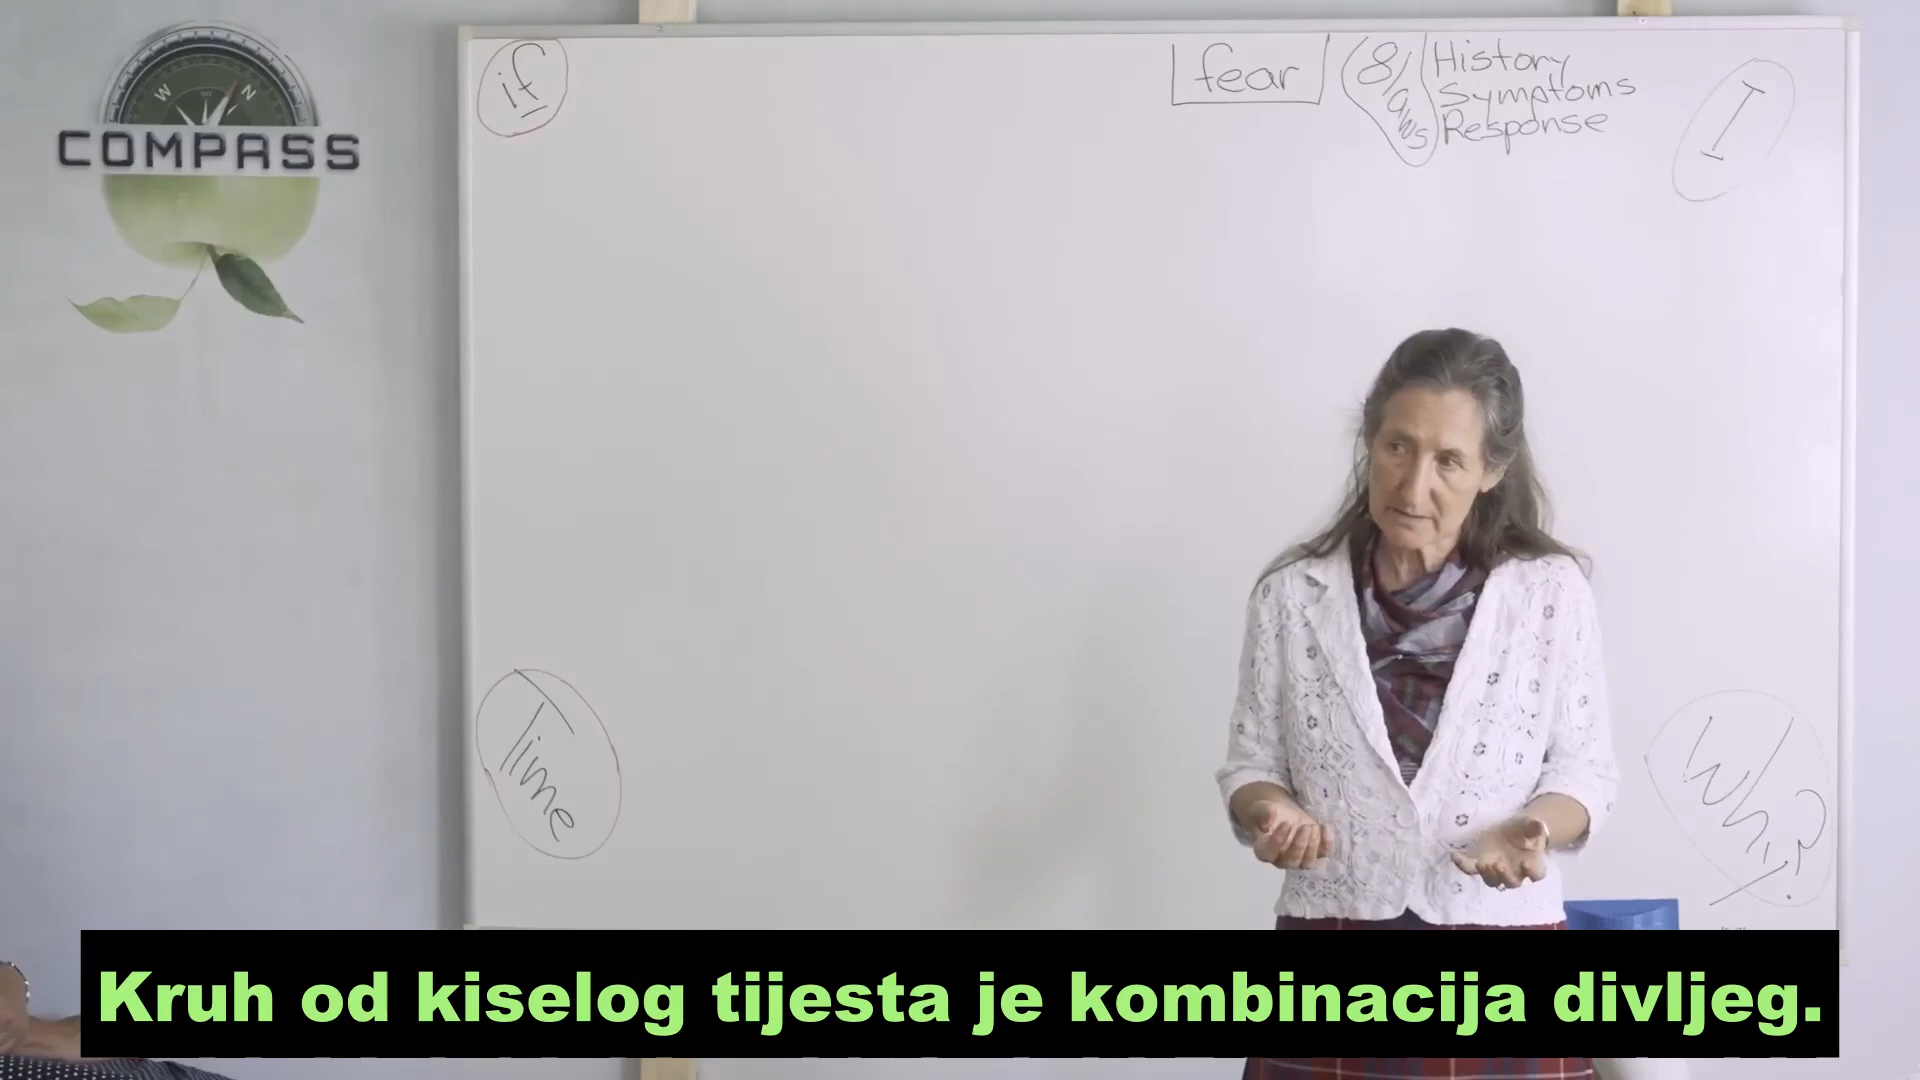 W N
COMPASS
if
fear
8 laws
History
Symptoms
Response
I
Time
Why?
Kruh od kiselog tijesta je kombinacija divljeg.